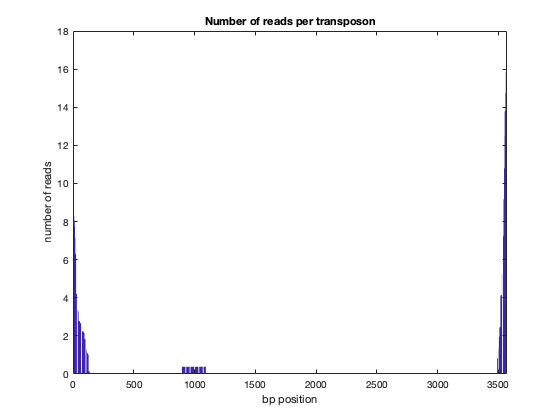 Number of reads per transposon
18
16
14
12
10
8
6
4
2
0
number of reads
0 500 1000 1500 2000 2500 3000 3500
bp position